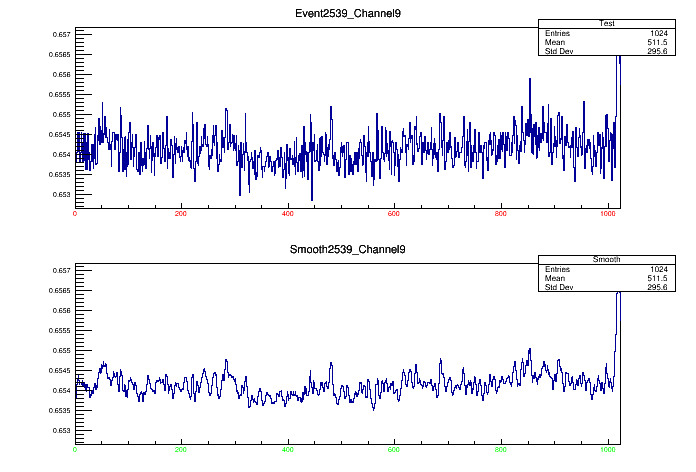 Event2539_Channel9
Test
Entries 1024
Mean 511.5
Std Dev 295.6
0.657
0.6565
0.656
0.6555
0.655
0.6545
0.654
0.6535
0.653
0 200 400 600 800 1000
Smooth2539_Channel9
Smooth
Entries 1024
Mean 511.5
Std Dev 295.6
0.657
0.6565
0.656
0.6555
0.655
0.6545
0.654
0.6535
0.653
0 200 400 600 800 1000